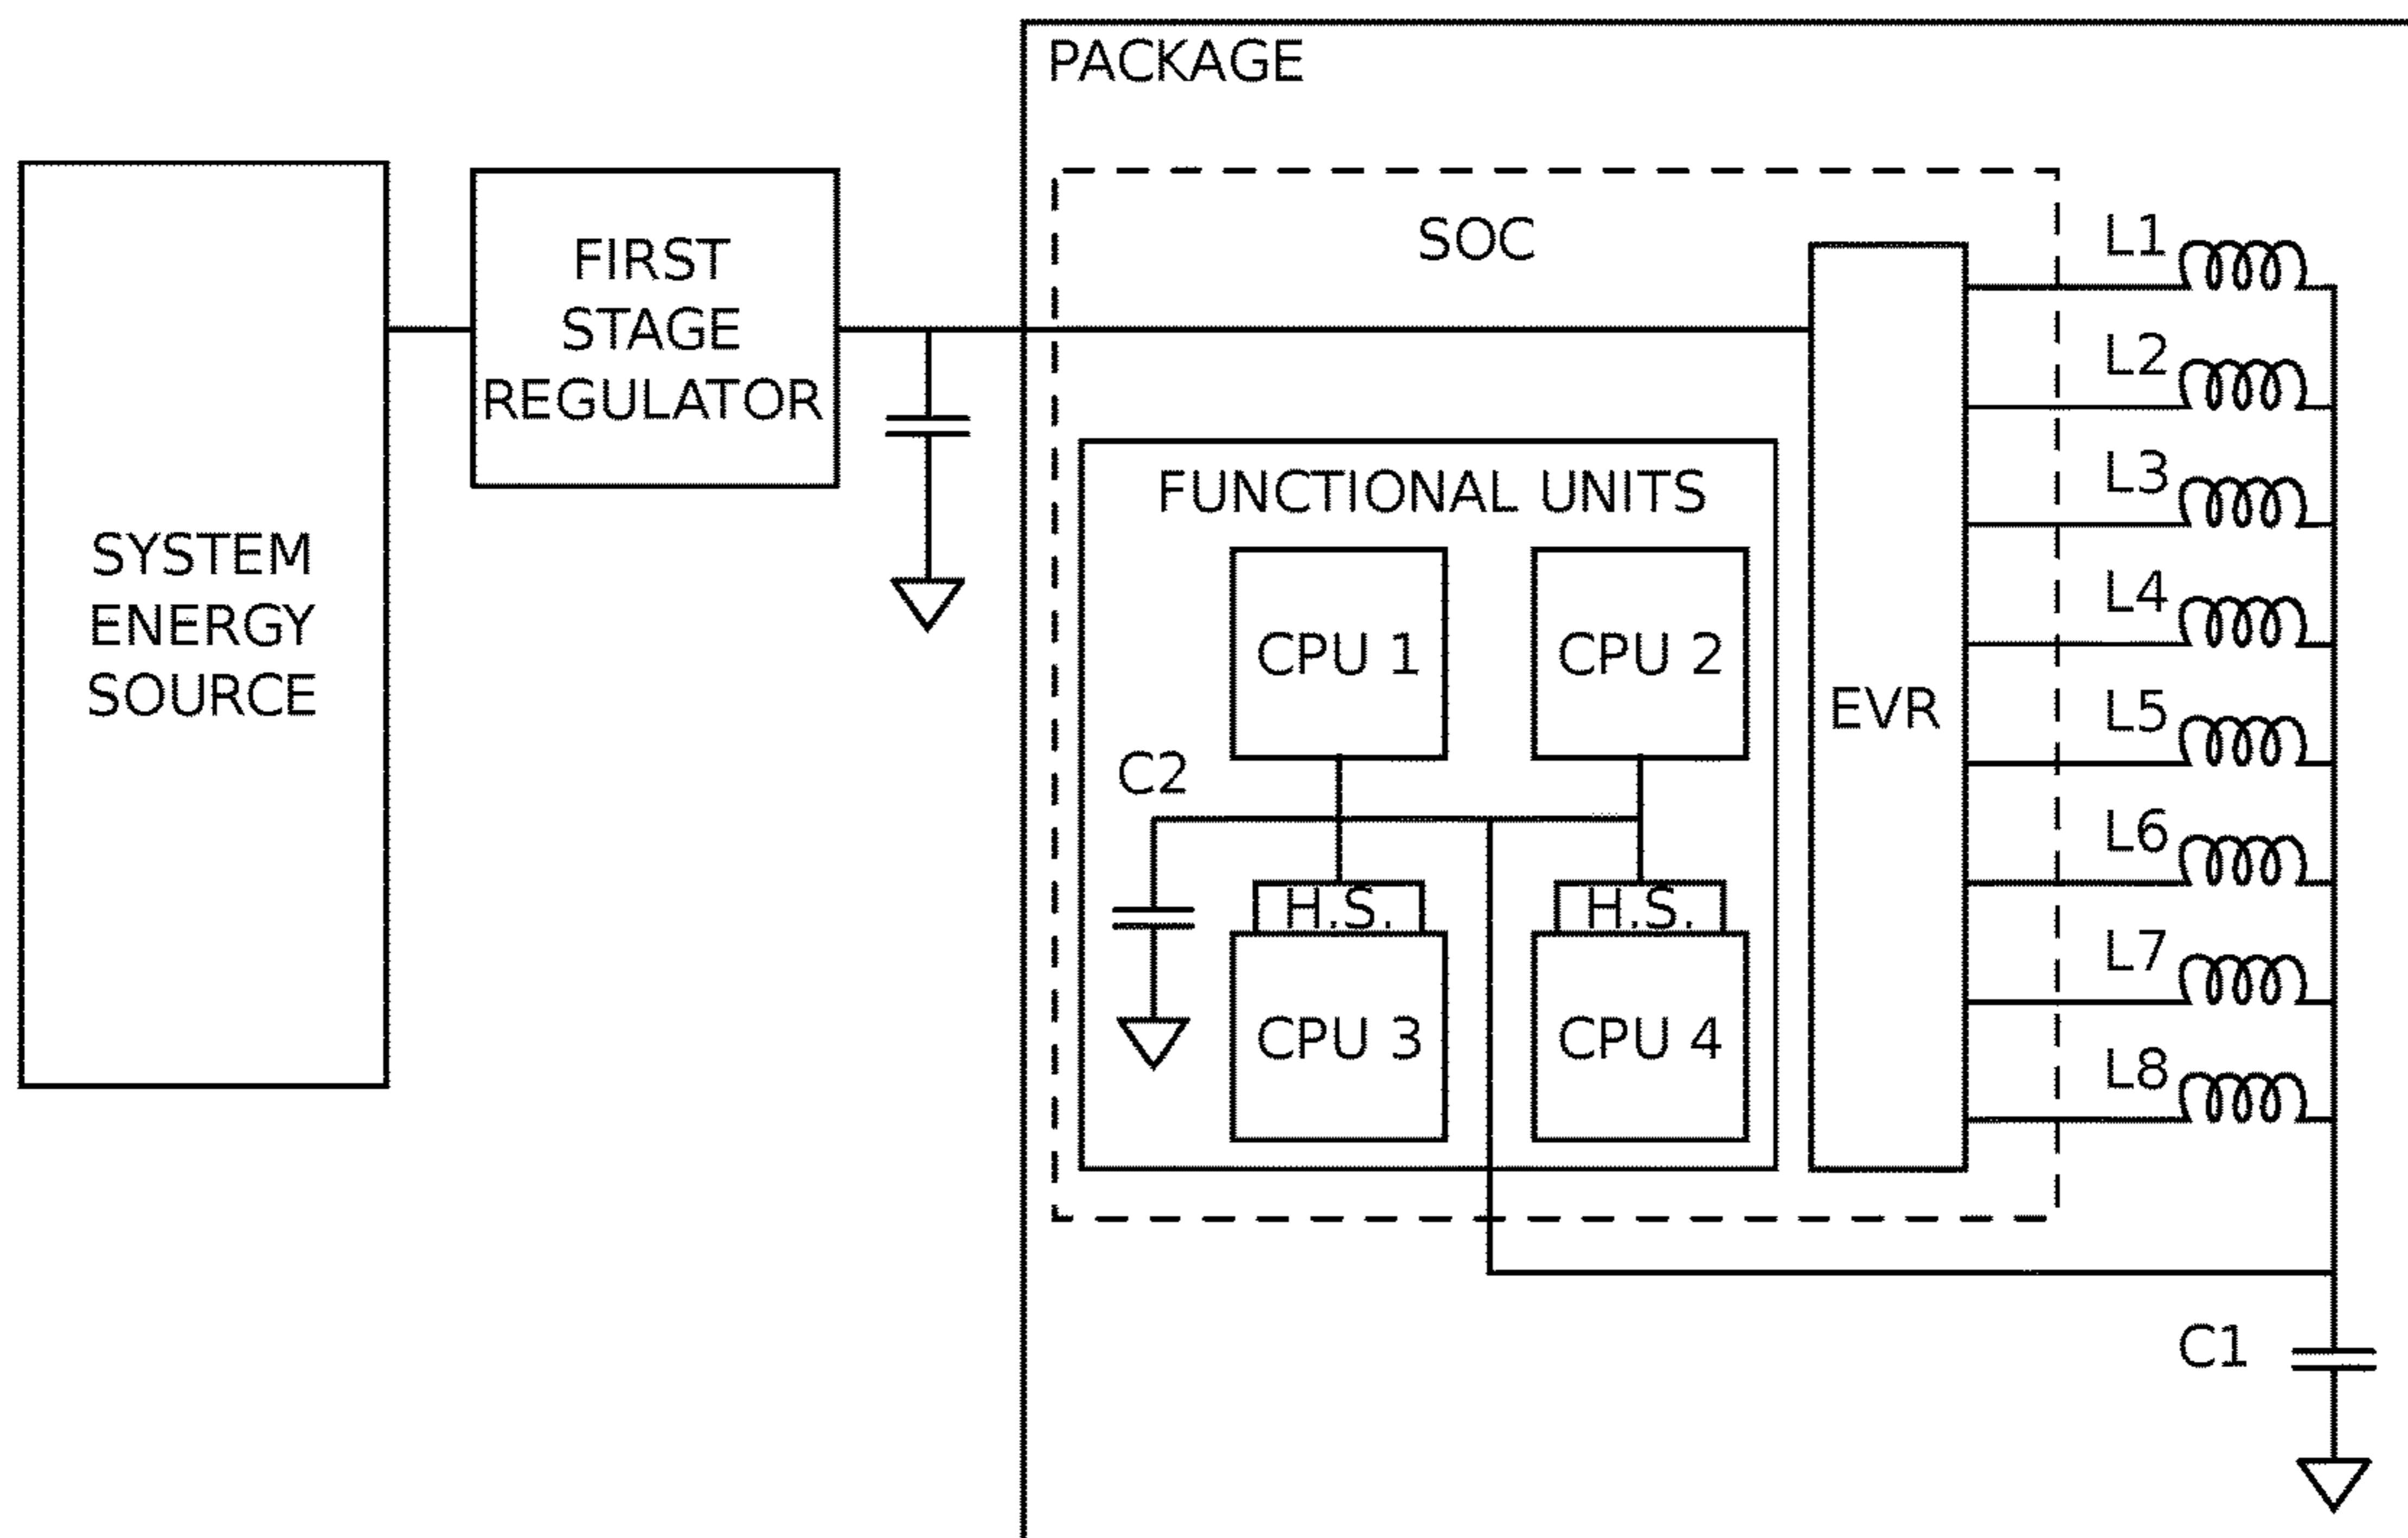 PACKAGE
SYSTEM
ENERGY
SOURCE
FIRST
STAGE
REGULATOR
SOC
FUNCTIONAL UNITS
CPU 1
CPU 2
C2
H.S.
H.S.
CPU 3
CPU 4
EVR
L1
L2
L3
L4
L5
L6
L7
L8
C1